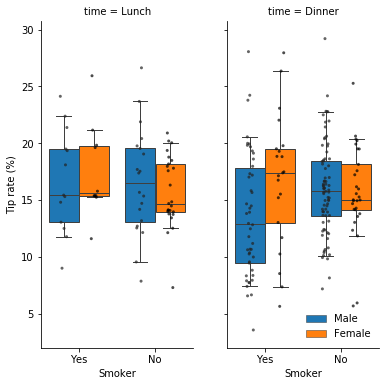 time = Lunch
time = Dinner
Tip rate (%)
30
25
20
15
10
5
Yes
No
Smoker
Yes
No
Smoker
Male
Female